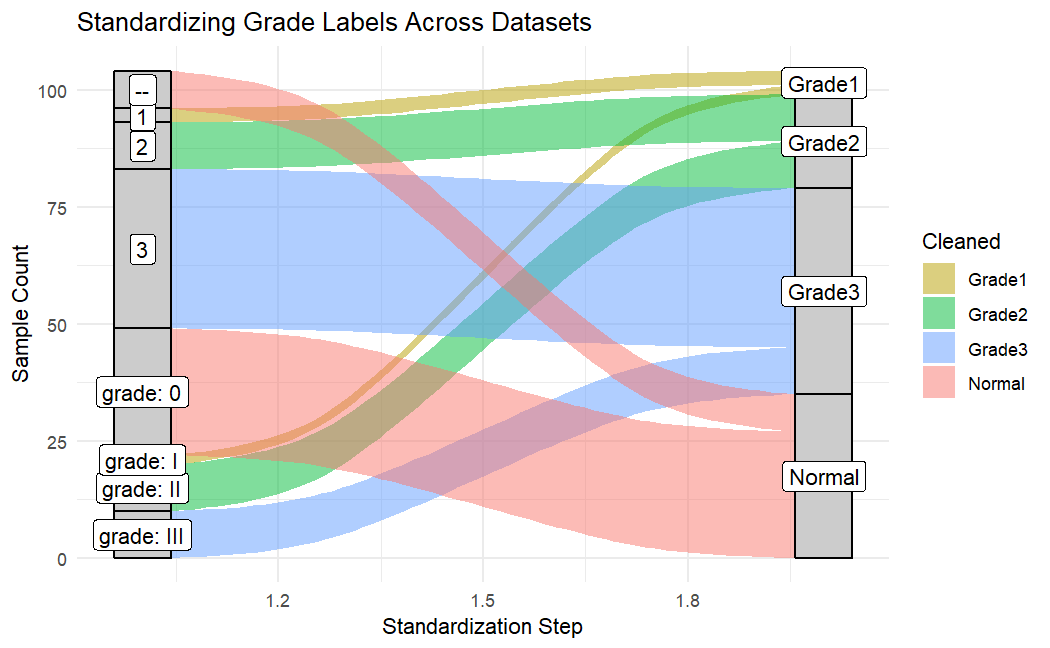 Standardizing Grade Labels Across Datasets
Sample Count
100
75
50
25
0
--
1
2
3
grade: 0
grade: I
grade: II
grade: III
Grade1
Grade2
Grade3
Normal
1.2
1.5
1.8
Standardization Step
Cleaned
Grade1
Grade2
Grade3
Normal